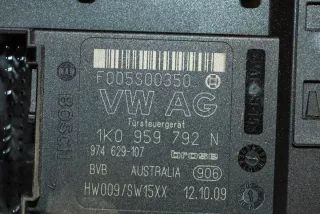 F005S00350
VW AG
Türsteuergerät
1K0 959 792 N
974 629-107 brose
BVB AUSTRALIA 906
HW009/SW15XX 12.10.09